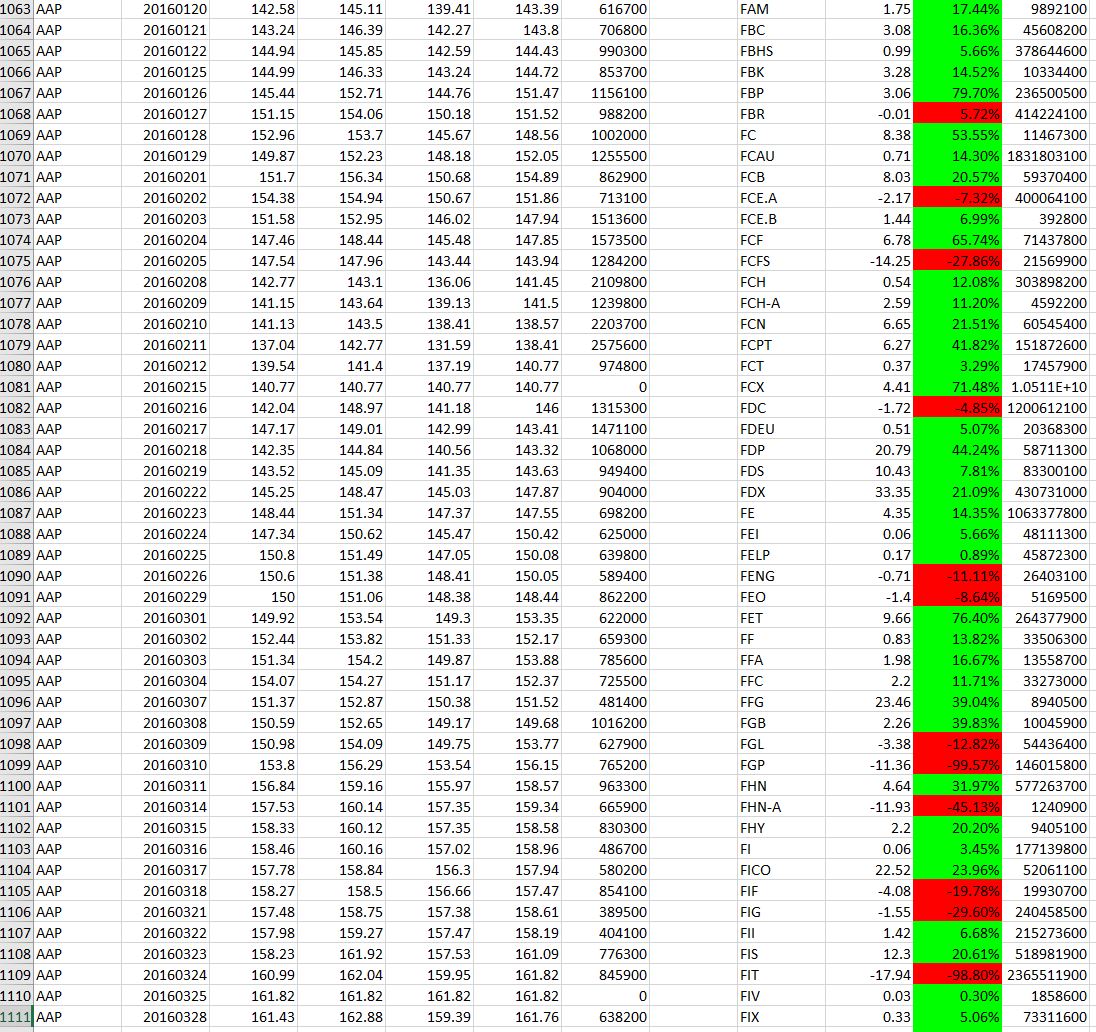 1063 AAP 20160120 142.58 145.11 139.41 143.39 616700 FAM 1.75 17.44% 9892100
1064 AAP 20160121 143.24 146.39 142.27 143.8 706800 FBC 3.08 16.36% 45608200
1065 AAP 20160122 144.94 145.85 142.59 144.43 990300 FBHS 0.99 5.66% 378644600
1066 AAP 20160125 144.99 146.33 143.24 144.72 853700 FBK 3.28 14.52% 10334400
1067 AAP 20160126 145.44 152.71 144.76 151.47 1156100 FBP 3.06 79.70% 236500500
1068 AAP 20160127 151.15 154.06 150.18 151.52 988200 FBR -0.01 5.72% 414224100
1069 AAP 20160128 152.96 153.7 145.67 148.56 1002000 FC 8.38 53.55% 11467300
1070 AAP 20160129 149.87 152.23 148.18 152.05 1255500 FCAU 0.71 14.30% 1831803100
1071 AAP 20160201 151.7 156.34 150.68 154.89 862900 FCB 8.03 20.57% 59370400
1072 AAP 20160202 154.38 154.94 150.67 151.86 713100 FCE.A -2.17 -7.32% 400064100
1073 AAP 20160203 151.58 152.95 146.02 147.94 1513600 FCE.B 1.44 6.99% 392800
1074 AAP 20160204 147.46 148.44 145.48 147.85 1573500 FCF 6.78 65.74% 71437800
1075 AAP 20160205 147.54 147.96 143.44 143.94 1284200 FCFS -14.25 -27.86% 21569900
1076 AAP 20160208 142.77 143.1 136.06 141.45 2109800 FCH 0.54 12.08% 303898200
1077 AAP 20160209 141.15 143.64 139.13 141.5 1239800 FCH-A 2.59 11.20% 4592200
1078 AAP 20160210 141.13 143.5 138.41 138.57 2203700 FCN 6.65 21.51% 60545400
1079 AAP 20160211 137.04 142.77 131.59 138.41 2575600 FCPT 6.27 41.82% 151872600
1080 AAP 20160212 139.54 141.4 137.19 140.77 974800 FCT 0.37 3.29% 17457900
1081 AAP 20160215 140.77 140.77 140.77 140.77 0 FCX 4.41 71.48% 1.0511E+10
1082 AAP 20160216 142.04 148.97 141.18 146 1315300 FDC -1.72 -4.85% 1200612100
1083 AAP 20160217 147.17 149.01 142.99 143.41 1471100 FDEU 0.51 5.07% 20368300
1084 AAP 20160218 142.35 144.84 140.56 143.32 1068000 FDP 20.79 44.24% 58711300
1085 AAP 20160219 143.52 145.09 141.35 143.63 949400 FDS 10.43 7.81% 83300100
1086 AAP 20160222 145.25 148.47 145.03 147.87 904000 FDX 33.35 21.09% 430731000
1087 AAP 20160223 148.44 151.34 147.37 147.55 698200 FE 4.35 14.35% 1063377800
1088 AAP 20160224 147.34 150.62 145.47 150.42 625000 FEI 0.06 5.66% 48111300
1089 AAP 20160225 150.8 151.49 147.05 150.08 639800 FELP 0.17 0.89% 45872300
1090 AAP 20160226 150.6 151.38 148.41 150.05 589400 FENG -0.71 -11.11% 26403100
1091 AAP 20160229 150 151.06 148.38 148.44 862200 FEO -1.4 -8.64% 5169500
1092 AAP 20160301 149.92 153.54 149.3 153.35 622000 FET 9.66 76.40% 264377900
1093 AAP 20160302 152.44 153.82 151.33 152.17 659300 FF 0.83 13.82% 33506300
1094 AAP 20160303 151.34 154.2 149.87 153.88 785600 FFA 1.98 16.67% 13558700
1095 AAP 20160304 154.07 154.27 151.17 152.37 725500 FFC 2.2 11.71% 33273000
1096 AAP 20160307 151.37 152.87 150.38 151.52 481400 FFG 23.46 39.04% 8940500
1097 AAP 20160308 150.59 152.65 149.17 149.68 1016200 FGB 2.26 39.83% 10045900
1098 AAP 20160309 150.98 154.09 149.75 153.77 627900 FGL -3.38 -12.82% 54436400
1099 AAP 20160310 153.8 156.29 153.54 156.15 765200 FGP -11.36 -99.57% 146015800
1100 AAP 20160311 156.84 159.16 155.97 158.57 963300 FHN 4.64 31.97% 577263700
1101 AAP 20160314 157.53 160.14 157.35 159.34 665900 FHN-A -11.93 -45.13% 1240900
1102 AAP 20160315 158.33 160.12 157.35 158.58 830300 FHY 2.2 20.20% 9405100
1103 AAP 20160316 158.46 160.16 157.02 158.96 486700 FI 0.06 3.45% 177139800
1104 AAP 20160317 157.78 158.84 156.3 157.94 580200 FICO 22.52 23.96% 52061100
1105 AAP 20160318 158.27 158.5 156.66 157.47 854100 FIF -4.08 -19.78% 19930700
1106 AAP 20160321 157.48 158.75 157.38 158.61 389500 FIG -1.55 -29.60% 240458500
1107 AAP 20160322 157.98 159.27 157.47 158.19 404100 FII 1.42 6.68% 215273600
1108 AAP 20160323 158.23 161.92 157.53 161.09 776300 FIS 12.3 20.61% 518981900
1109 AAP 20160324 160.99 162.04 159.95 161.82 845900 FIT -17.94 -98.80% 2365511900
1110 AAP 20160325 161.82 161.82 161.82 161.82 0 FIV 0.03 0.30% 1858600
1111 AAP 20160328 161.43 162.88 159.39 161.76 638200 FIX 0.33 5.06% 73311600